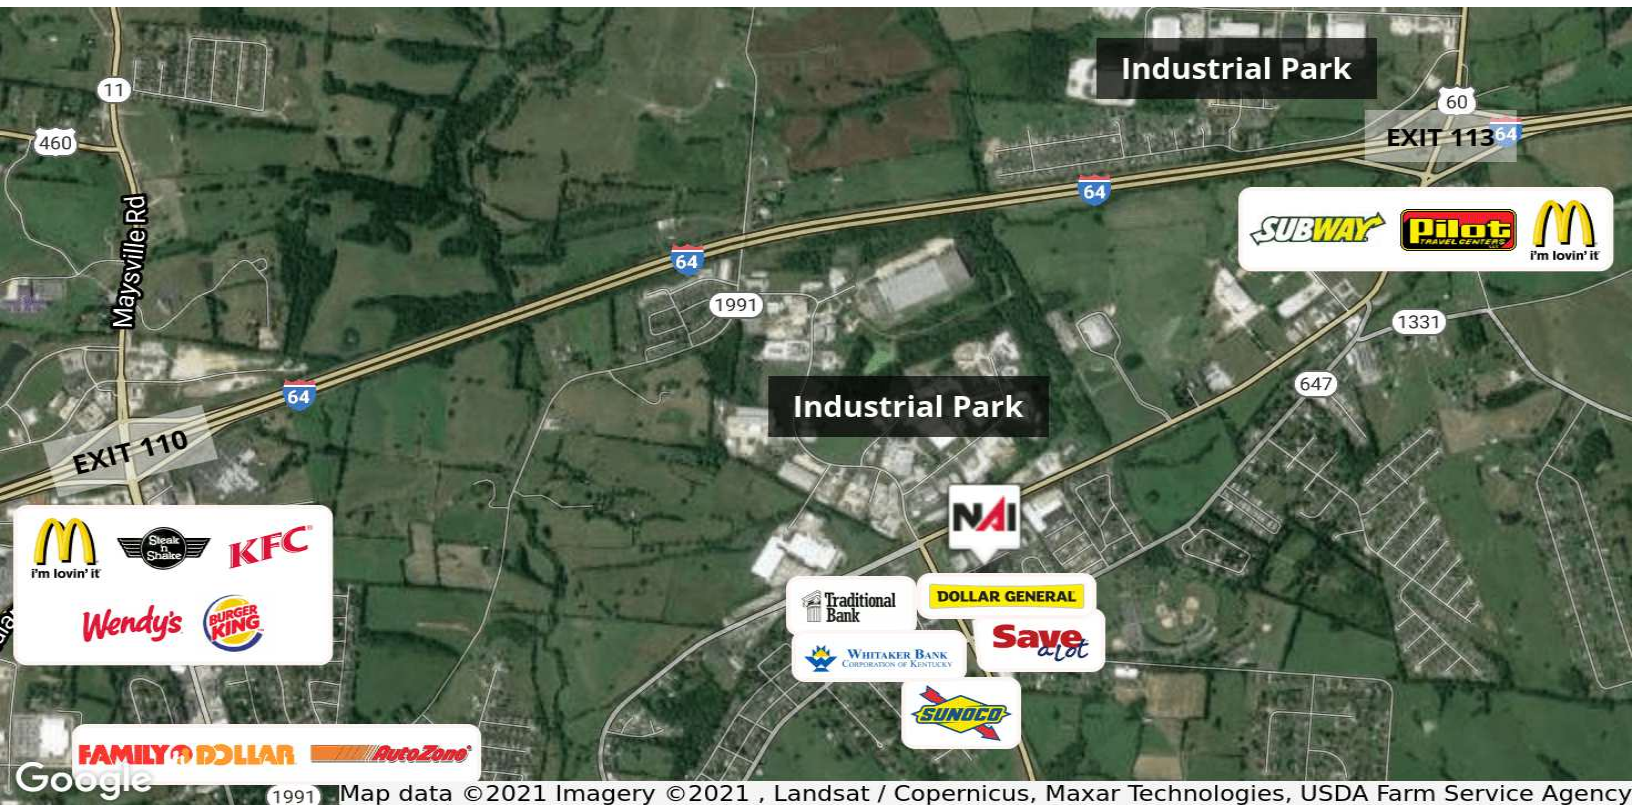 Industrial Park
11
60
EXIT 113
64
460
64
Maysville Rd
SUBWAY
Pilot
TRAVEL CENTERS
i'm lovin' it
64
1991
1331
Industrial Park
647
64
EXIT 110
NAI
i'm lovin' it
Steak
n
Shake
KFC
Wendy's
BURGER
KING
Traditional
Bank
DOLLAR GENERAL
Save
a Lot
WHITAKER BANK
CORPORATION OF KENTUCKY
SUNOCO
FAMILY DOLLAR
AutoZone
Google
1991
Map data ©2021 Imagery ©2021 , Landsat / Copernicus, Maxar Technologies, USDA Farm Service Agency